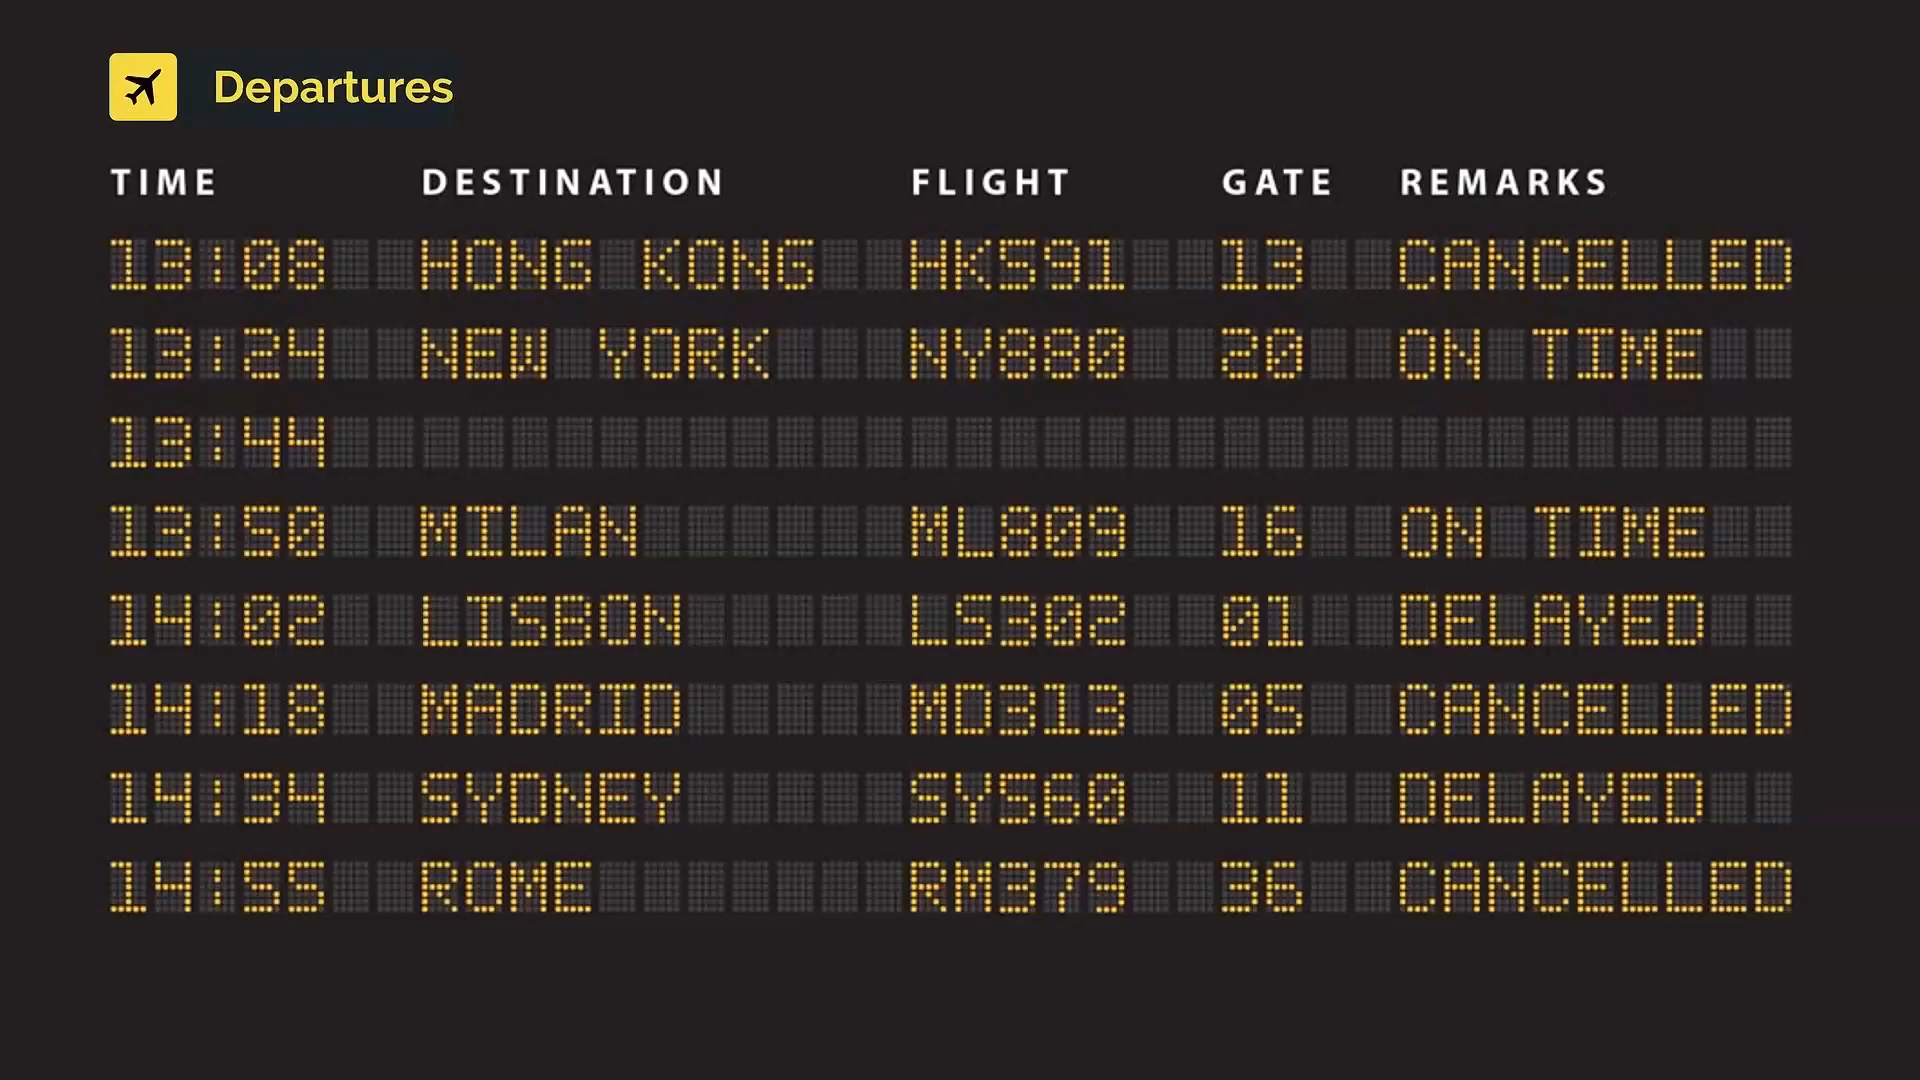 Departures
TIME DESTINATION FLIGHT GATE REMARKS
13:08 HONG KONG HK591 13 CANCELLED
13:24 NEW YORK NY880 20 ON TIME
13:44
13:50 MILAN ML809 16 ON TIME
14:02 LISBON LS302 01 DELAYED
14:18 MADRID MD313 05 CANCELLED
14:34 SYDNEY SY560 11 DELAYED
14:55 ROME RM379 36 CANCELLED